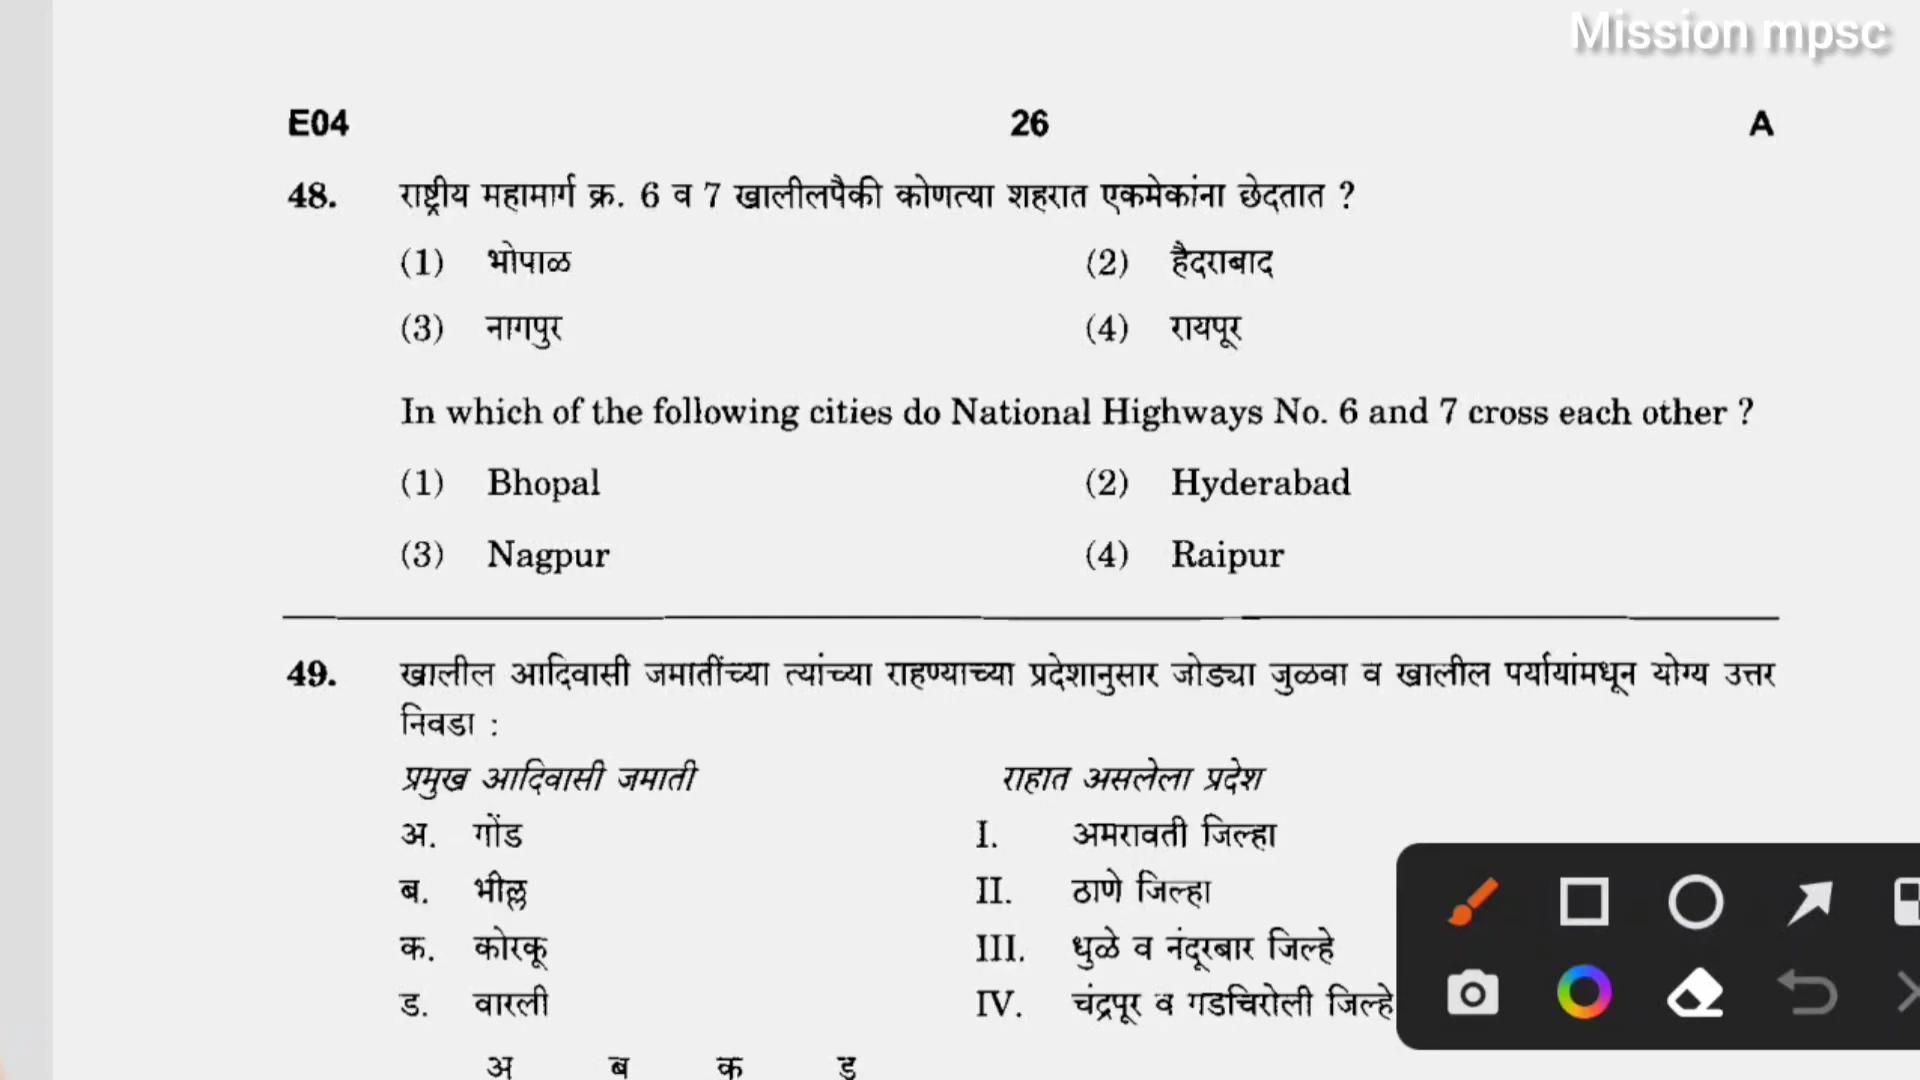 Mission mpsc
E04 26 A
48. राष्ट्रीय महामार्ग क्र. 6 व 7 खालीलपैकी कोणत्या शहरात एकमेकांना छेदतात ?
(1) भोपाळ (2) हैदराबाद
(3) नागपुर (4) रायपूर
In which of the following cities do National Highways No. 6 and 7 cross each other ?
(1) Bhopal (2) Hyderabad
(3) Nagpur (4) Raipur
49. खालील आदिवासी जमातींच्या त्यांच्या राहण्याच्या प्रदेशानुसार जोड्या जुळवा व खालील पर्यायांमधून योग्य उत्तर
निवडा :
प्रमुख आदिवासी जमाती राहात असलेला प्रदेश
अ. गोंड I. अमरावती जिल्हा
ब. भील्ल II. ठाणे जिल्हा
क. कोरकू III. धुळे व नंदूरबार जिल्हे
ड. वारली IV. चंद्रपूर व गडचिरोली जिल्हे
अ ब क ड